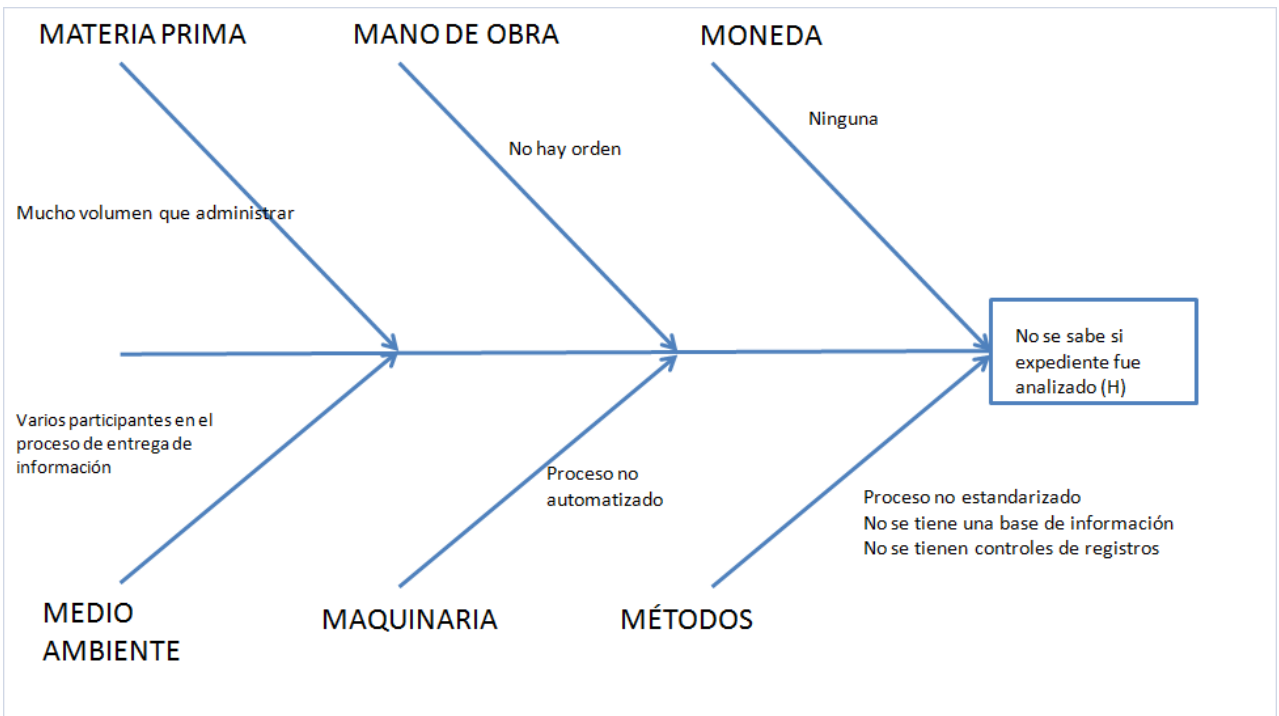 MATERIA PRIMA
MANO DE OBRA
MONEDA
Ninguna
No hay orden
Mucho volumen que administrar
No se sabe si
expediente fue
analizado (H)
Varios participantes en el
proceso de entrega de
información
Proceso no
automatizado
Proceso no estandarizado
No se tiene una base de información
No se tienen controles de registros
MEDIO
AMBIENTE
MAQUINARIA
MÉTODOS